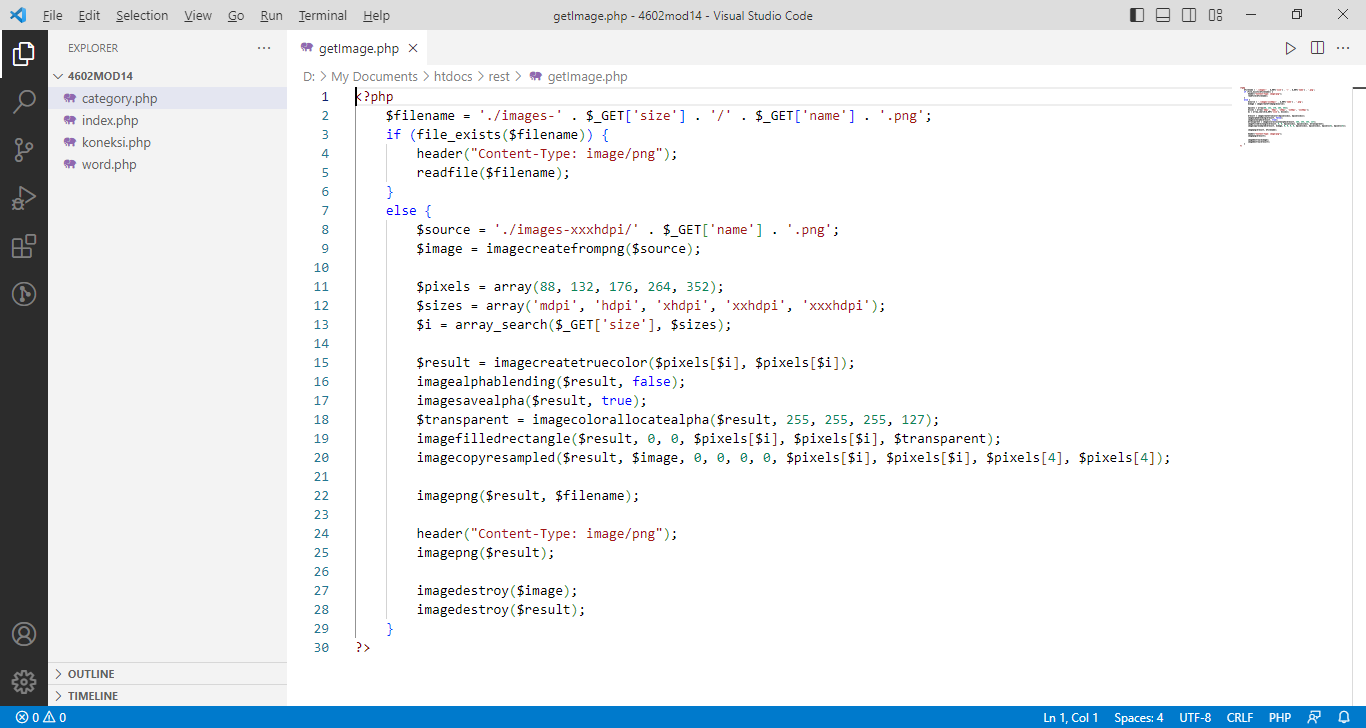 File Edit Selection View Go Run Terminal Help getImage.php - 4602mod14 - Visual Studio Code
EXPLORER
4602MOD14
category.php
index.php
koneksi.php
word.php
OUTLINE
TIMELINE
getImage.php
D: > My Documents > htdocs > rest > getImage.php
1 <?php
2     $filename = './images-' . $_GET['size'] . '/' . $_GET['name'] . '.png';
3     if (file_exists($filename)) {
4         header("Content-Type: image/png");
5         readfile($filename);
6     }
7     else {
8         $source = './images-xxxhdpi/' . $_GET['name'] . '.png';
9         $image = imagecreatefrompng($source);
10
11         $pixels = array(88, 132, 176, 264, 352);
12         $sizes = array('mdpi', 'hdpi', 'xhdpi', 'xxhdpi', 'xxxhdpi');
13         $i = array_search($_GET['size'], $sizes);
14
15         $result = imagecreatetruecolor($pixels[$i], $pixels[$i]);
16         imagealphablending($result, false);
17         imagesavealpha($result, true);
18         $transparent = imagecolorallocatealpha($result, 255, 255, 255, 127);
19         imagefilledrectangle($result, 0, 0, $pixels[$i], $pixels[$i], $transparent);
20         imagecopyresampled($result, $image, 0, 0, 0, 0, $pixels[$i], $pixels[$i], $pixels[4], $pixels[4]);
21
22         imagepng($result, $filename);
23
24         header("Content-Type: image/png");
25         imagepng($result);
26
27         imagedestroy($image);
28         imagedestroy($result);
29     }
30 ?>
0 0 Ln 1, Col 1 Spaces: 4 UTF-8 CRLF PHP